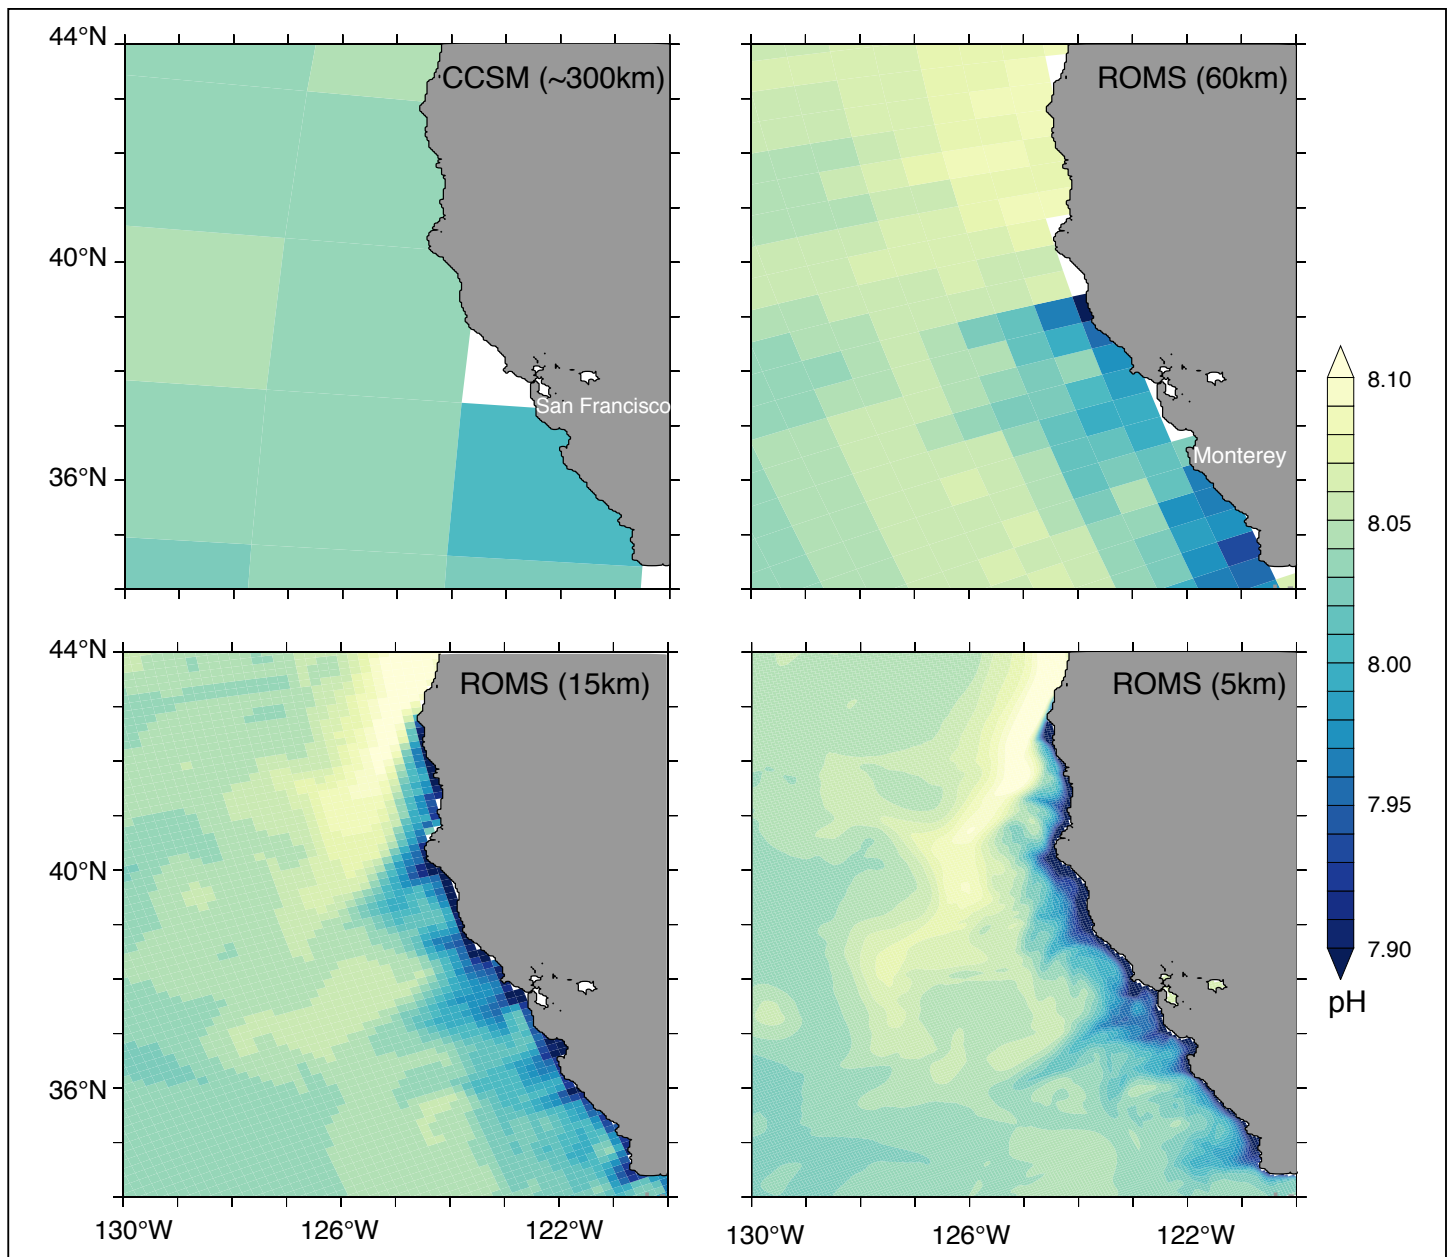 44°N
CCSM (~300km)
ROMS (60km)
40°N
San Francisco
Monterey
36°N
8.10
8.05
8.00
7.95
7.90
pH
44°N
ROMS (15km)
ROMS (5km)
40°N
36°N
130°W
126°W
122°W
130°W
126°W
122°W